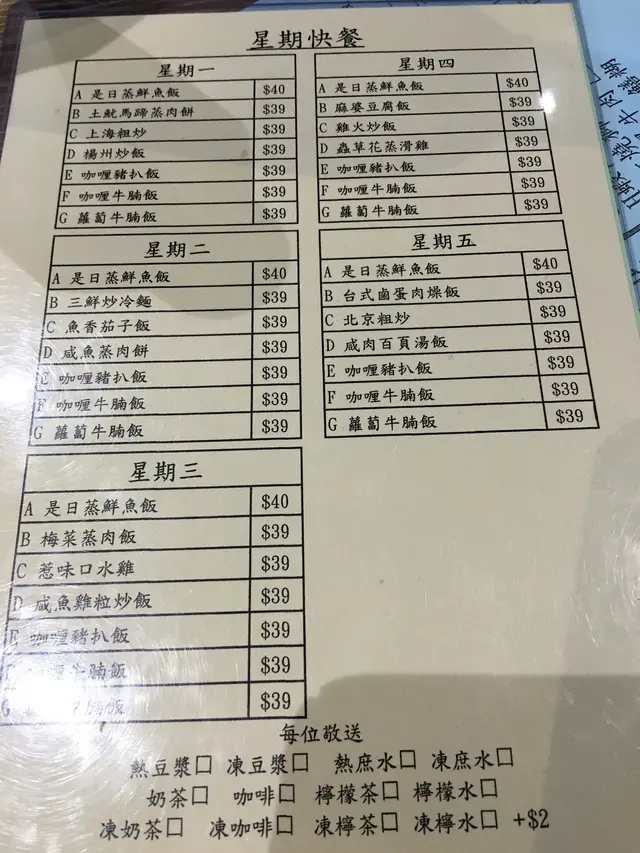 星期快餐
星期一
A 是日蒸鮮魚飯 $40
B 土魷馬蹄蒸肉餅 $39
C 上海粗炒 $39
D 楊州炒飯 $39
E 咖喱豬扒飯 $39
F 咖喱牛腩飯 $39
G 蘿蔔牛腩飯 $39
星期二
A 是日蒸鮮魚飯 $40
B 三鮮炒冷麵 $39
C 魚香茄子飯 $39
D 咸魚蒸肉餅 $39
E 咖喱豬扒飯 $39
F 咖喱牛腩飯 $39
G 蘿蔔牛腩飯 $39
星期三
A 是日蒸鮮魚飯 $40
B 梅菜蒸肉飯 $39
C 惹味口水雞 $39
D 咸魚雞粒炒飯 $39
E 咖喱豬扒飯 $39
牛腩飯 $39
G $39
星期四
A 是日蒸鮮魚飯 $40
B 麻婆豆腐飯 $39
C 雞火炒飯 $39
D 蟲草花蒸滑雞 $39
E 咖喱豬扒飯 $39
F 咖喱牛腩飯 $39
G 蘿蔔牛腩飯 $39
星期五
A 是日蒸鮮魚飯 $40
B 台式鹵蛋肉燥飯 $39
C 北京粗炒 $39
D 咸肉百頁湯飯 $39
E 咖喱豬扒飯 $39
F 咖喱牛腩飯 $39
G 蘿蔔牛腩飯 $39
每位敬送
熱豆漿□ 凍豆漿□ 熱庶水□ 凍庶水□
奶茶□ 咖啡□ 檸檬茶□ 檸檬水□
凍奶茶□ 凍咖啡□ 凍檸茶□ 凍檸水□ +$2